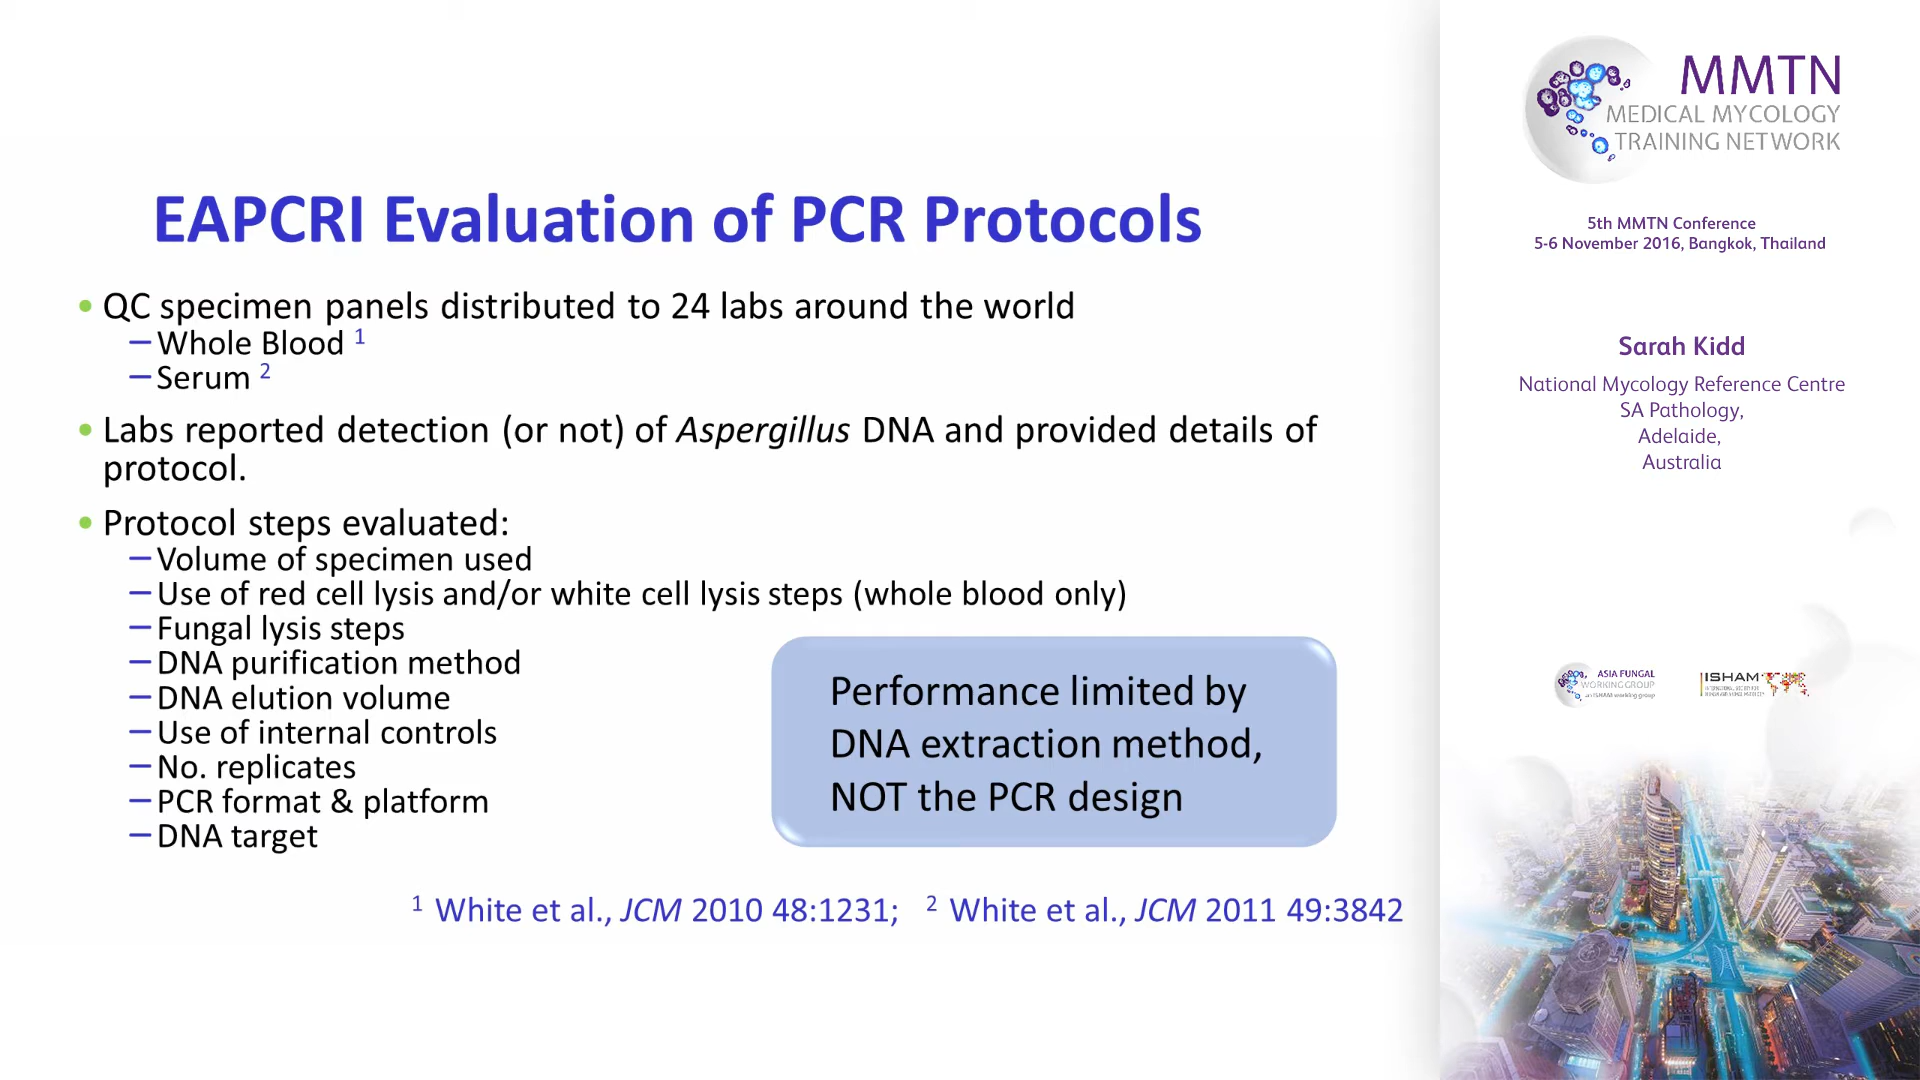 EAPCRI Evaluation of PCR Protocols
• QC specimen panels distributed to 24 labs around the world
– Whole Blood 1
– Serum 2
• Labs reported detection (or not) of Aspergillus DNA and provided details of
protocol.
• Protocol steps evaluated:
– Volume of specimen used
– Use of red cell lysis and/or white cell lysis steps (whole blood only)
– Fungal lysis steps
– DNA purification method
– DNA elution volume
– Use of internal controls
– No. replicates
– PCR format & platform
– DNA target
Performance limited by
DNA extraction method,
NOT the PCR design
1 White et al., JCM 2010 48:1231; 2 White et al., JCM 2011 49:3842
MMTN
MEDICAL MYCOLOGY
TRAINING NETWORK
5th MMTN Conference
5-6 November 2016, Bangkok, Thailand
Sarah Kidd
National Mycology Reference Centre
SA Pathology,
Adelaide,
Australia
ASIA FUNGAL
WORKING GROUP
an ISHAM working group
ISHAM